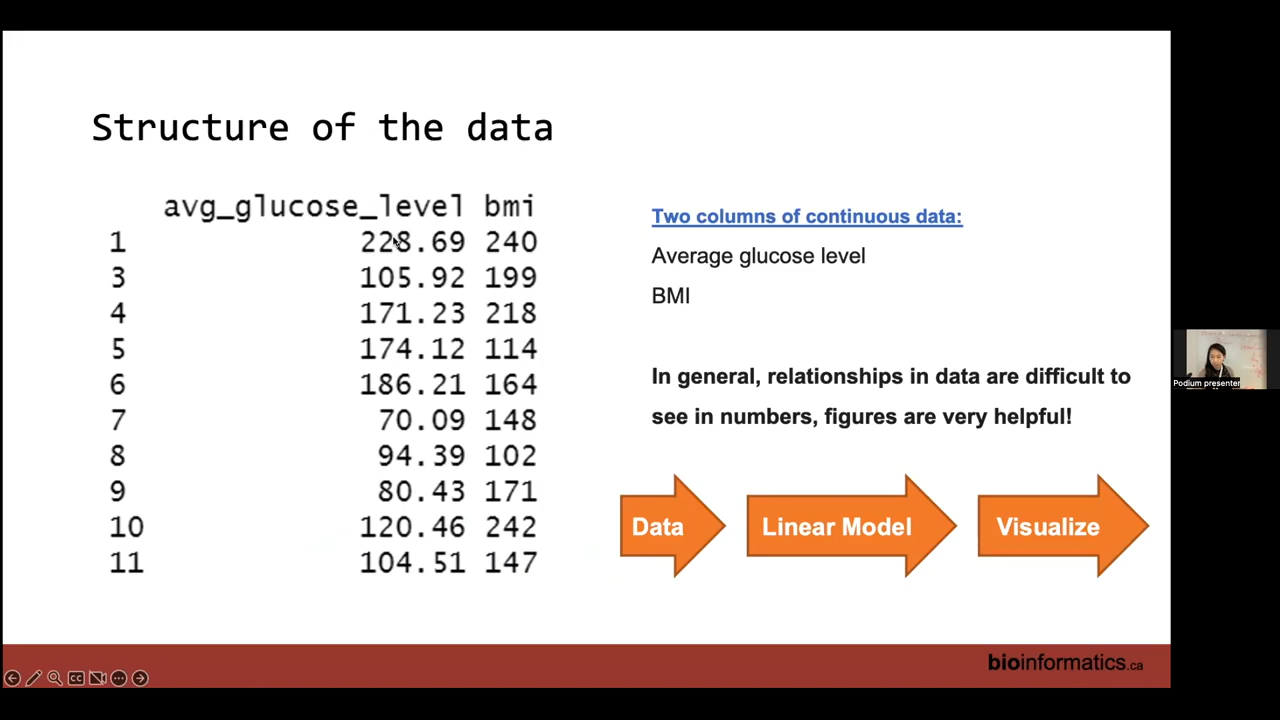 Structure of the data
avg_glucose_level bmi
1 228.69 240
3 105.92 199
4 171.23 218
5 174.12 114
6 186.21 164
7 70.09 148
8 94.39 102
9 80.43 171
10 120.46 242
11 104.51 147
Two columns of continuous data:
Average glucose level
BMI
In general, relationships in data are difficult to
see in numbers, figures are very helpful!
Data
Linear Model
Visualize
Podium presenter
bioinformatics.ca
CC